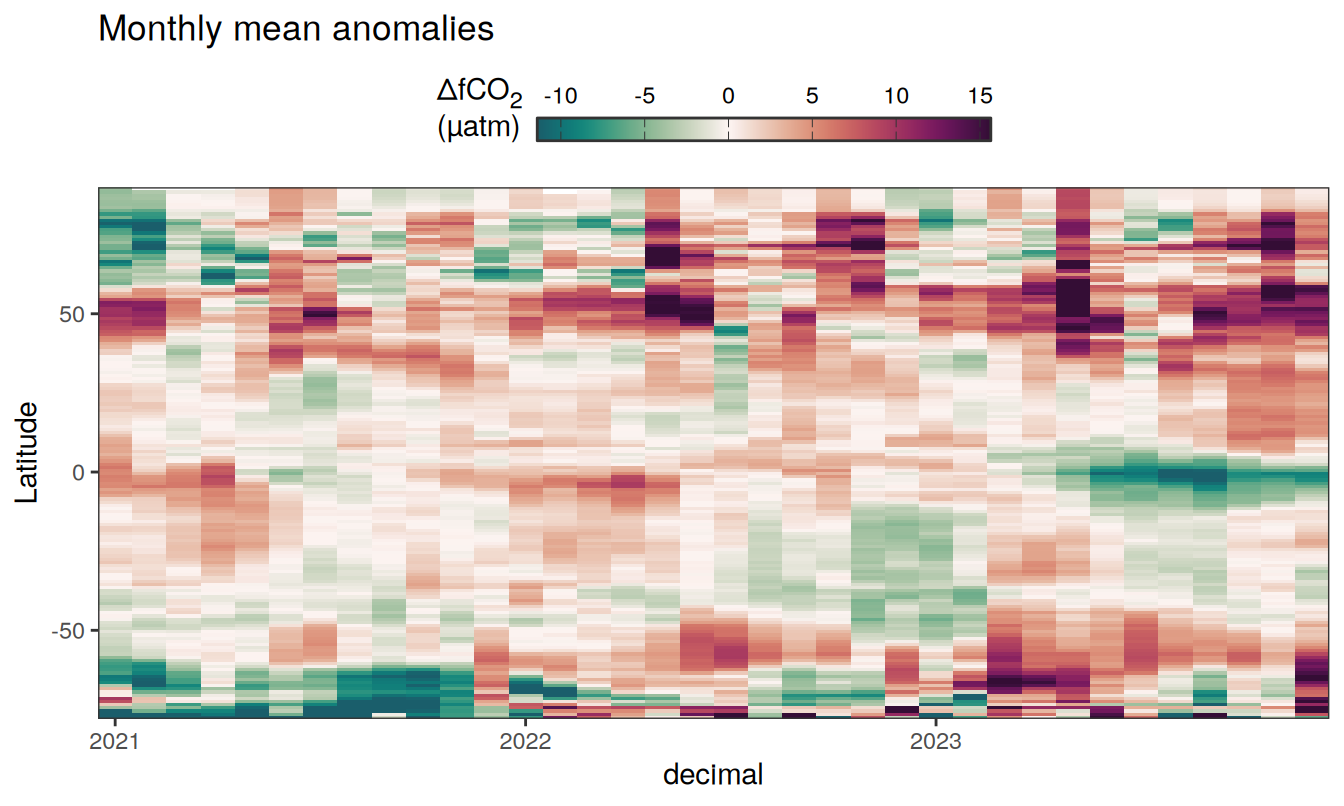 Monthly mean anomalies
ΔfCO₂ -10 -5 0 5 10 15
(µatm)
50
0
-50
Latitude
2021 2022 2023
decimal